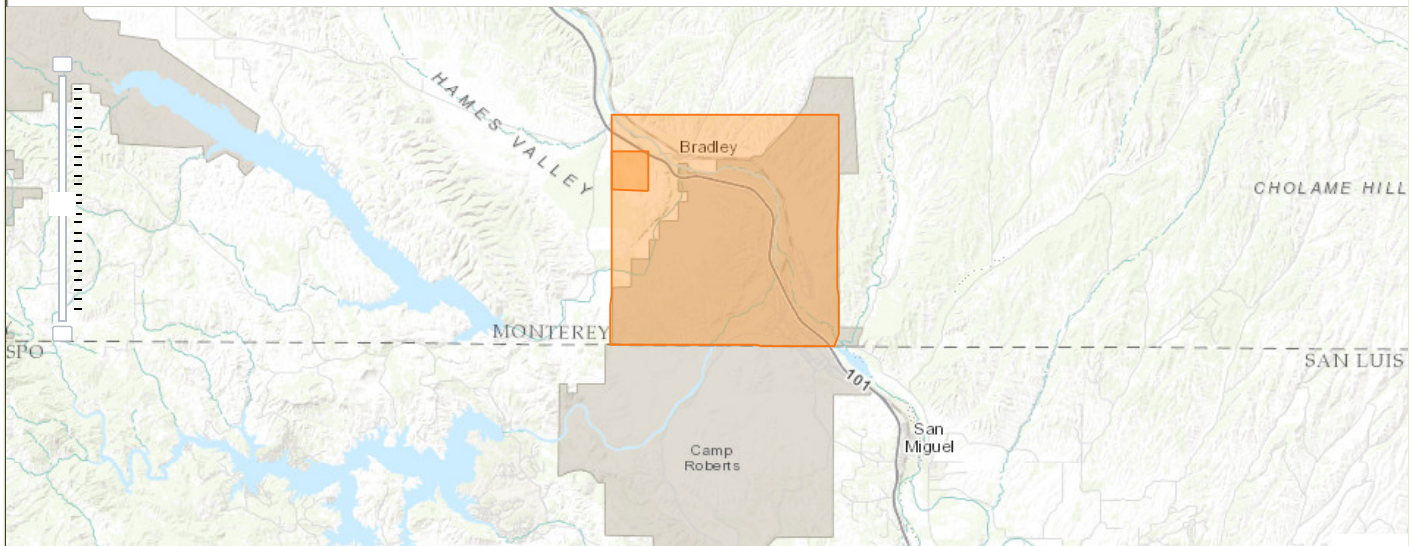 HAMES VALLEY
Bradley
CHOLAME HILL
MONTEREY
SPO
SAN LUIS
101
San
Miguel
Camp
Roberts